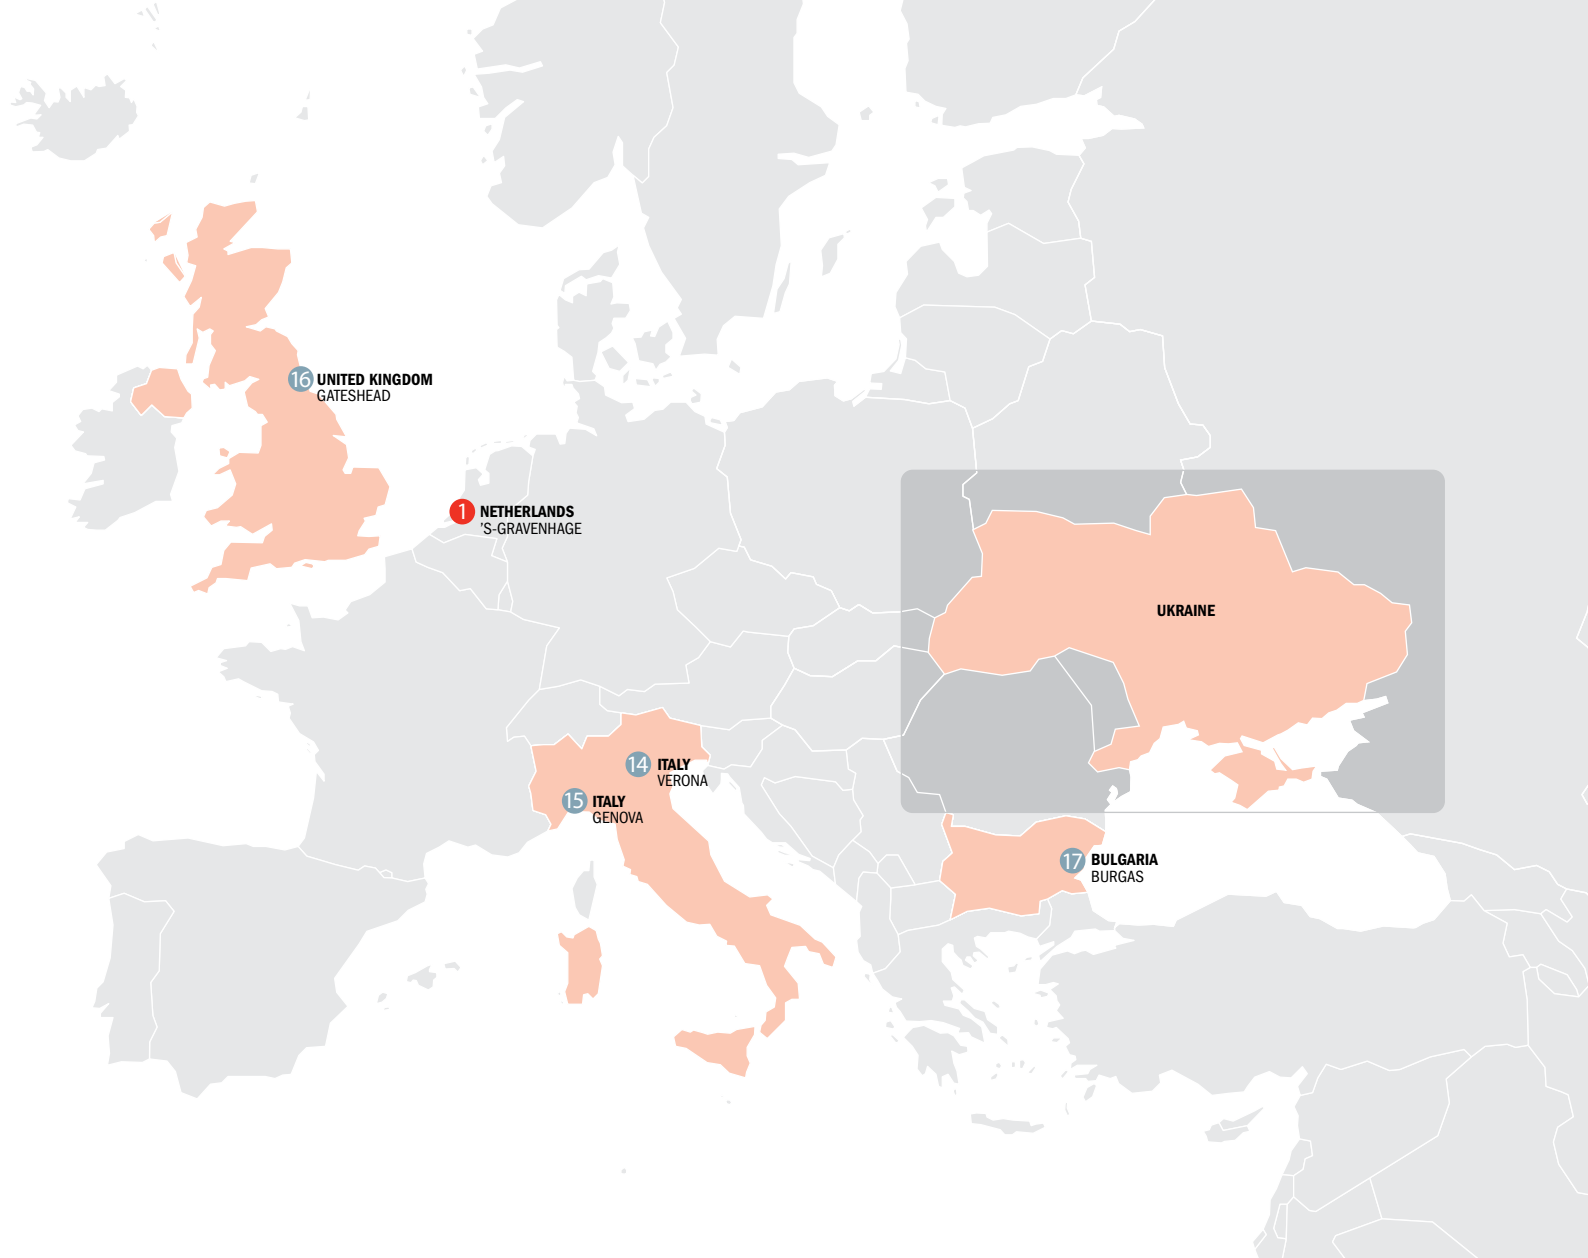 16
UNITED KINGDOM
GATESHEAD
1
NETHERLANDS
'S-GRAVENHAGE
UKRAINE
14
ITALY
VERONA
15
ITALY
GENOVA
17
BULGARIA
BURGAS